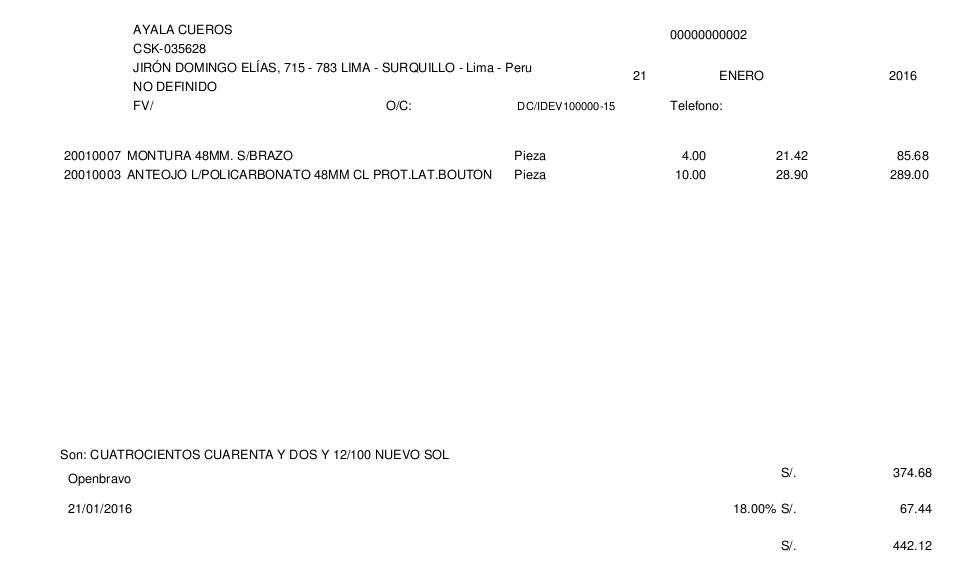 AYALA CUEROS
00000000002
CSK-035628
JIRÓN DOMINGO ELÍAS, 715 - 783 LIMA - SURQUILLO - Lima - Peru
21 ENERO 2016
NO DEFINIDO
FV/ O/C: DC/IDEV100000-15 Telefono:
20010007 MONTURA 48MM. S/BRAZO Pieza 4.00 21.42 85.68
20010003 ANTEOJO L/POLICARBONATO 48MM CL PROT.LAT.BOUTON Pieza 10.00 28.90 289.00
Son: CUATROCIENTOS CUARENTA Y DOS Y 12/100 NUEVO SOL
S/. 374.68
Openbravo
21/01/2016 18.00% S/. 67.44
S/. 442.12